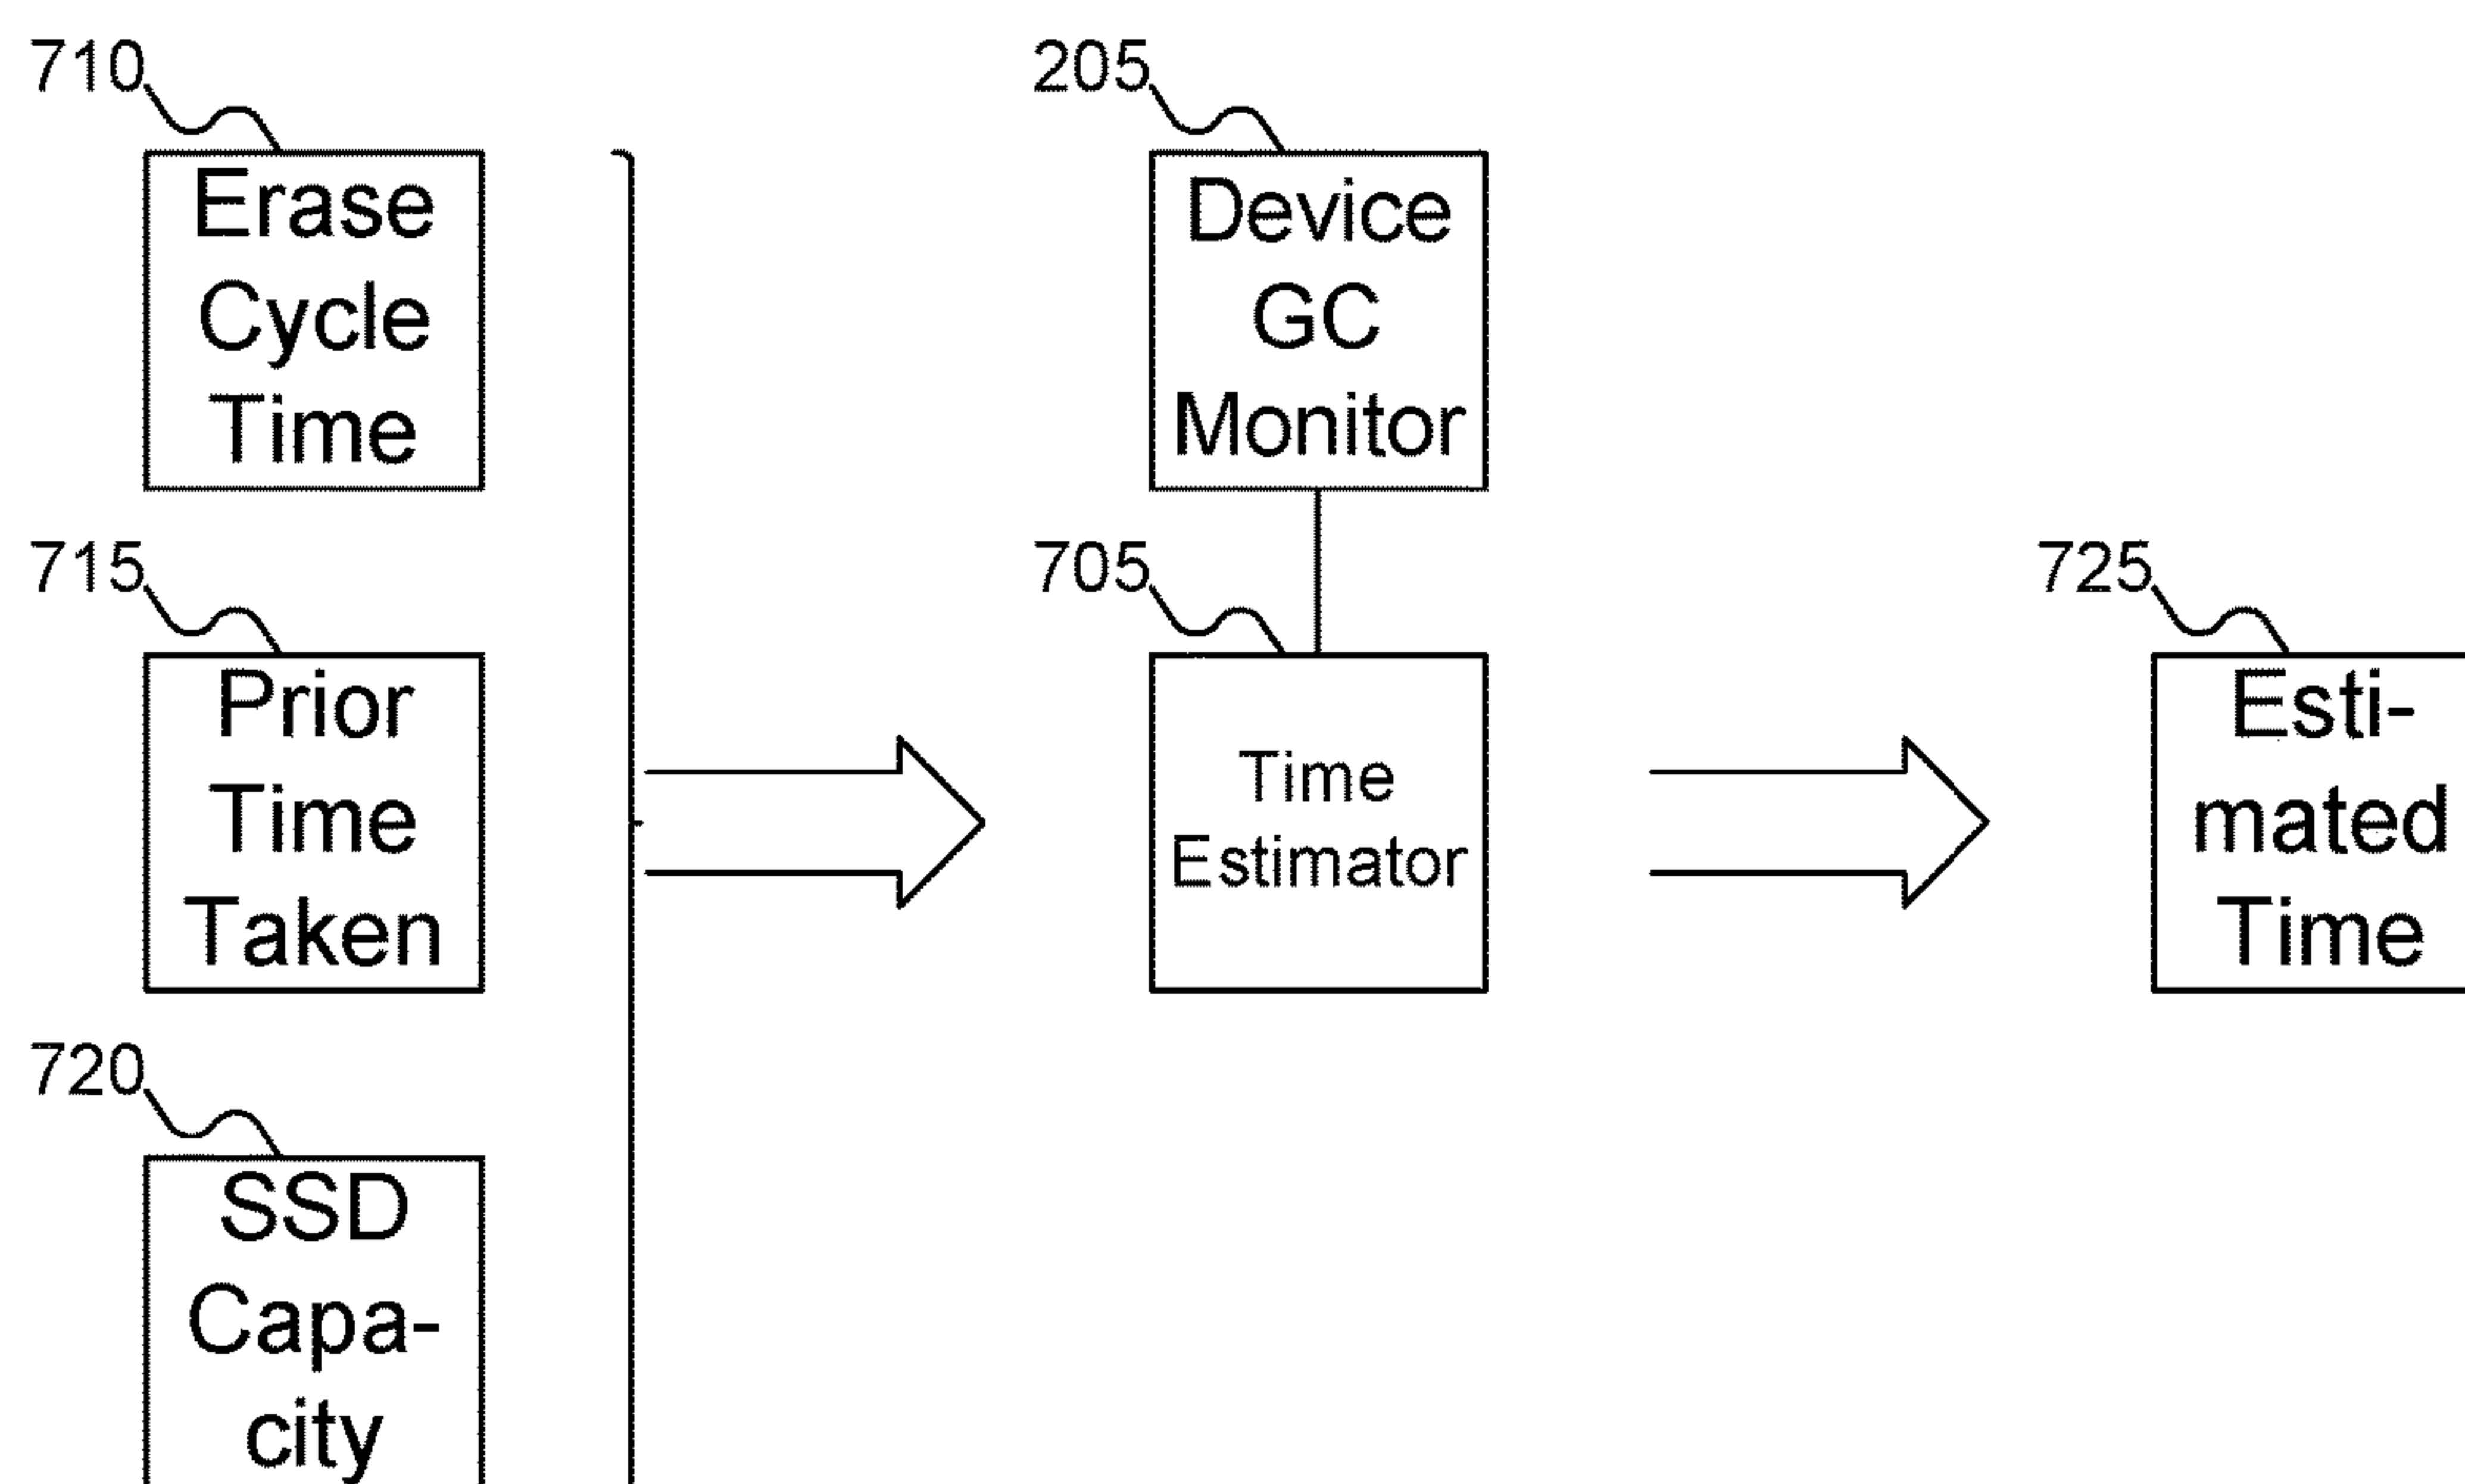 710
Erase
Cycle
Time
205
Device
GC
Monitor
715
Prior
Time
Taken
705
Time
Estimator
725
Esti-
mated
Time
720
SSD
Capa-
city